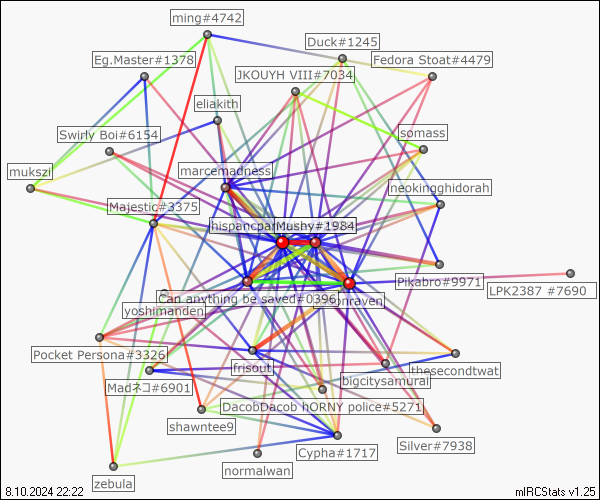 ming#4742
Duck#1245
Eg.Master#1378
Fedora Stoat#4479
JKOUYH VIII#7034
eliakith
Swirly Boi#6154
somass
mukszi
marcemadness
neokingghidorah
Majestic#3375
hispancpar
Mushy#1984
Pikabro#9971
LPK2387 #7690
Can anything be saved#0396
onraven
yoshimanden
Pocket Persona#3326
frisout
thesecondtwat
bigcitysamurai
Madネコ#6901
DacobDacob hORNY police#5271
shawntee9
Cypha#1717
Silver#7938
normalwan
zebula
8.10.2024 22:22
mIRCStats v1.25